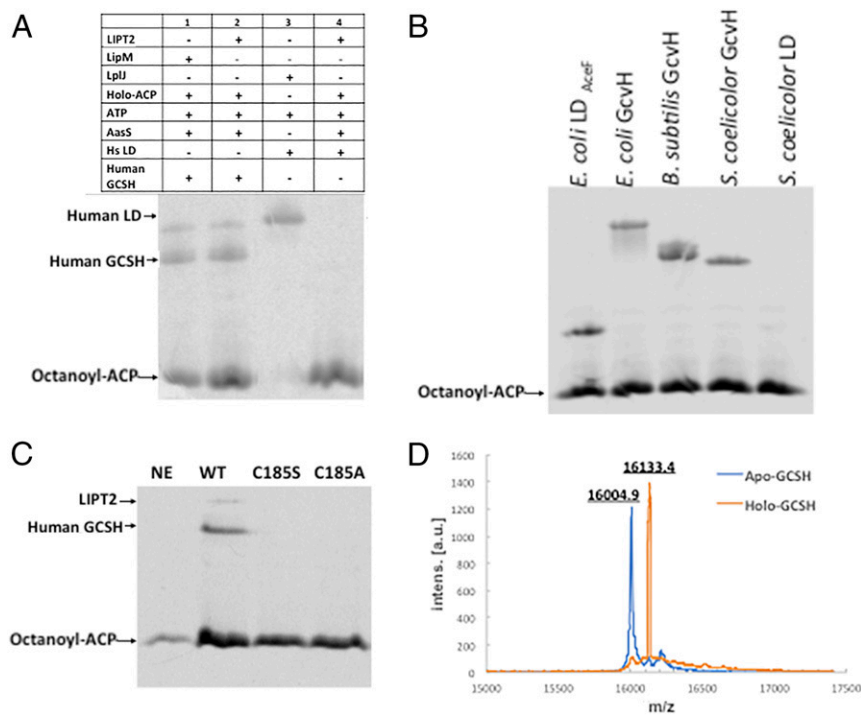 A
1 2 3 4
LIPT2 - + - +
LipM + - - -
LplJ - - + -
Holo-ACP + + - +
ATP + + + +
AasS + + - +
Hs LD - - + +
Human
GCSH + + - -
Human LD
Human GCSH
Octanoyl-ACP
B
E. coli LD AceF
E. coli GcvH
B. subtilis GcvH
S. coelicolor GcvH
S. coelicolor LD
Octanoyl-ACP
C
NE WT C185S C185A
LIPT2
Human GCSH
Octanoyl-ACP
D
1600
1400
1200
1000
800
600
400
200
0
intens. [a.u.]
16133.4
16004.9
Apo-GCSH
Holo-GCSH
15000 15500 16000 16500 17000 17500
m/z